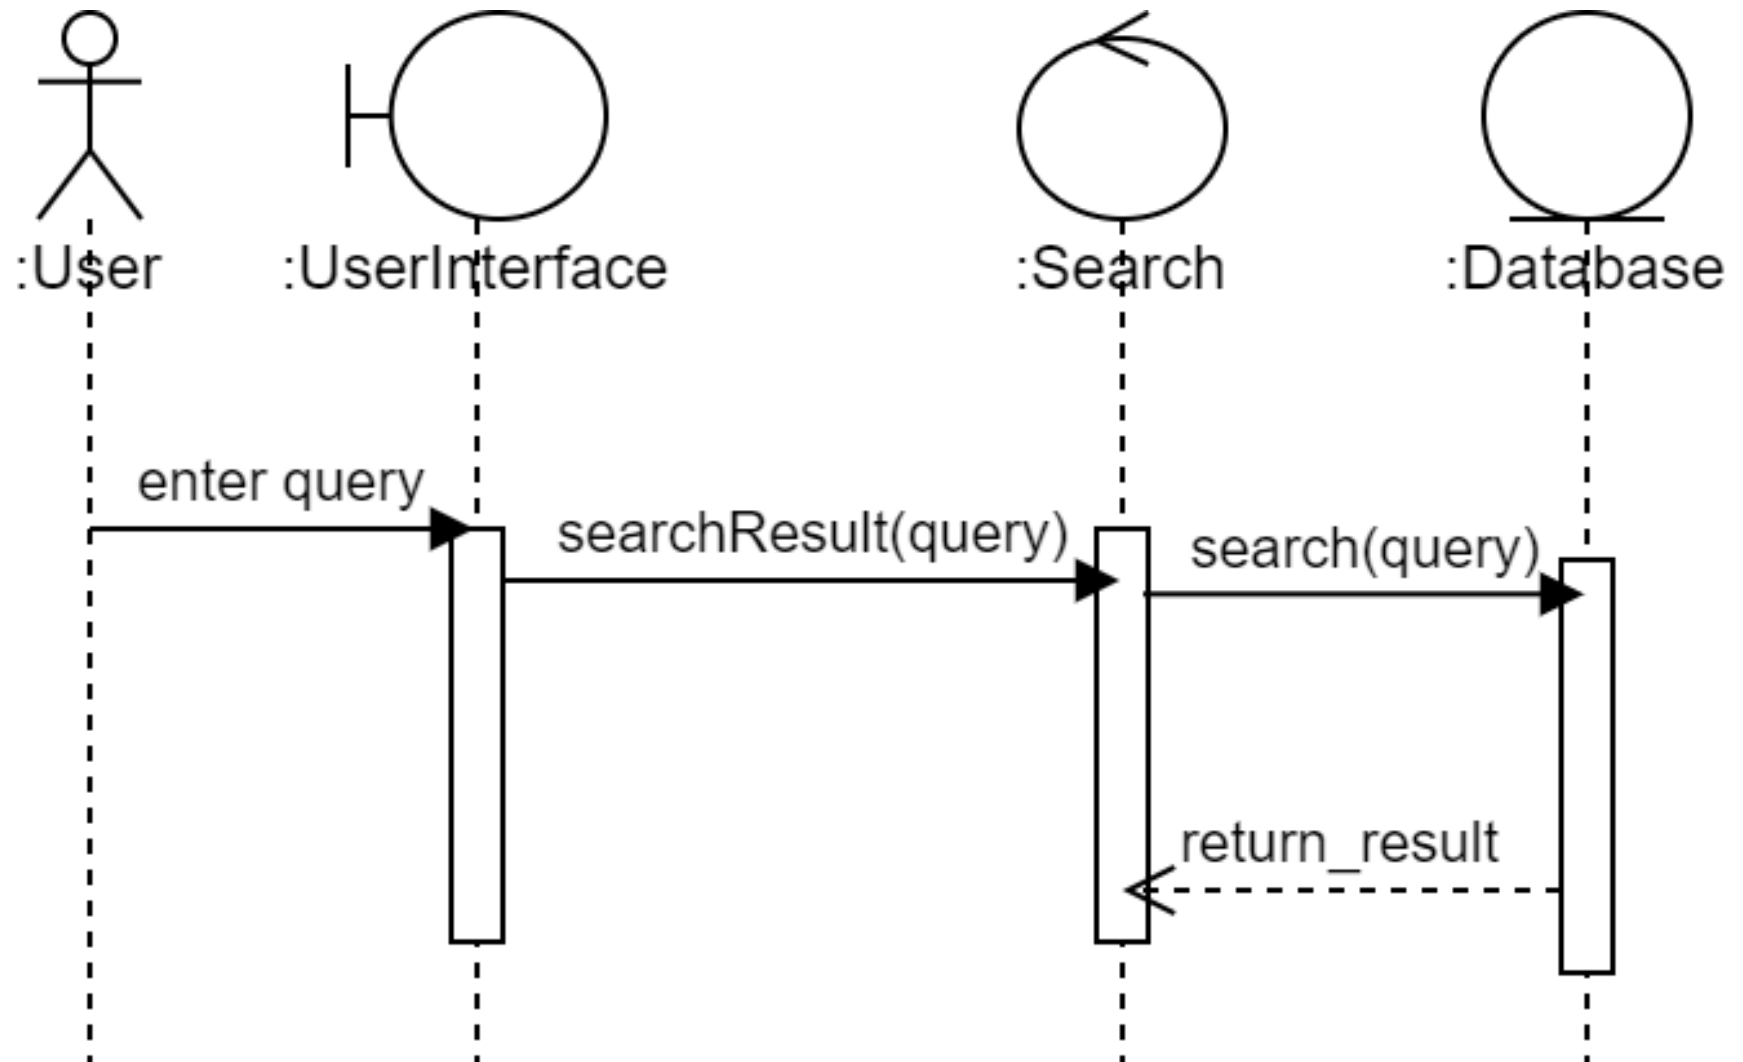 :User
:UserInterface
:Search
:Database
enter query
searchResult(query)
search(query)
return_result